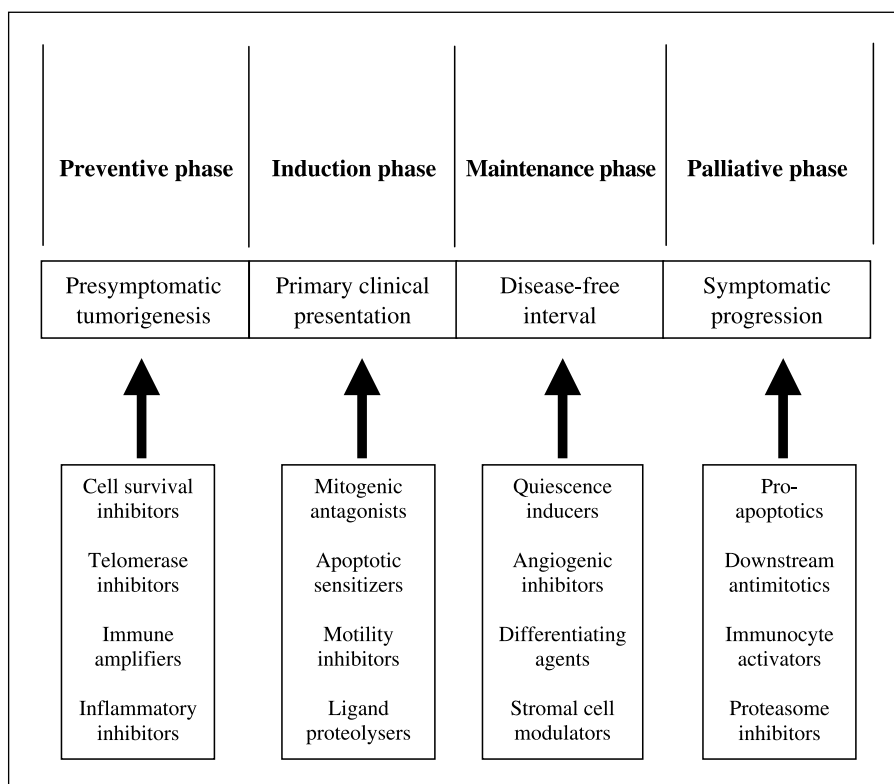 Preventive phase
Induction phase
Maintenance phase
Palliative phase
Presymptomatic
tumorigenesis
Primary clinical
presentation
Disease-free
interval
Symptomatic
progression
Cell survival
inhibitors
Telomerase
inhibitors
Immune
amplifiers
Inflammatory
inhibitors
Mitogenic
antagonists
Apoptotic
sensitizers
Motility
inhibitors
Ligand
proteolysers
Quiescence
inducers
Angiogenic
inhibitors
Differentiating
agents
Stromal cell
modulators
Pro-
apoptotics
Downstream
antimitotics
Immunocyte
activators
Proteasome
inhibitors